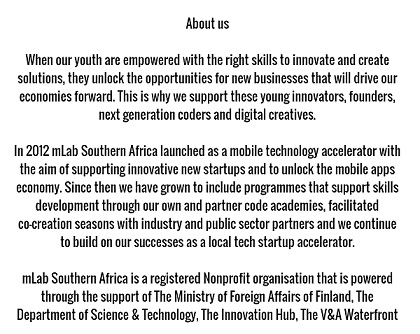 About us
When our youth are empowered with the right skills to innovate and create
solutions, they unlock the opportunities for new businesses that will drive our
economies forward. This is why we support these young innovators, founders,
next generation coders and digital creatives.
In 2012 mLab Southern Africa launched as a mobile technology accelerator with
the aim of supporting innovative new startups and to unlock the mobile apps
economy. Since then we have grown to include programmes that support skills
development through our own and partner code academies, facilitated
co-creation seasons with industry and public sector partners and we continue
to build on our successes as a local tech startup accelerator.
mLab Southern Africa is a registered Nonprofit organisation that is powered
through the support of The Ministry of Foreign Affairs of Finland, The
Department of Science & Technology, The Innovation Hub, The V&A Waterfront